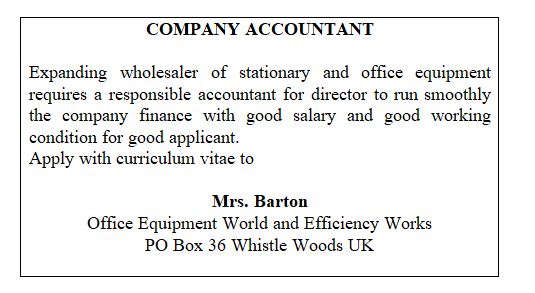 COMPANY ACCOUNTANT
Expanding wholesaler of stationary and office equipment
requires a responsible accountant for director to run smoothly
the company finance with good salary and good working
condition for good applicant.
Apply with curriculum vitae to
Mrs. Barton
Office Equipment World and Efficiency Works
PO Box 36 Whistle Woods UK